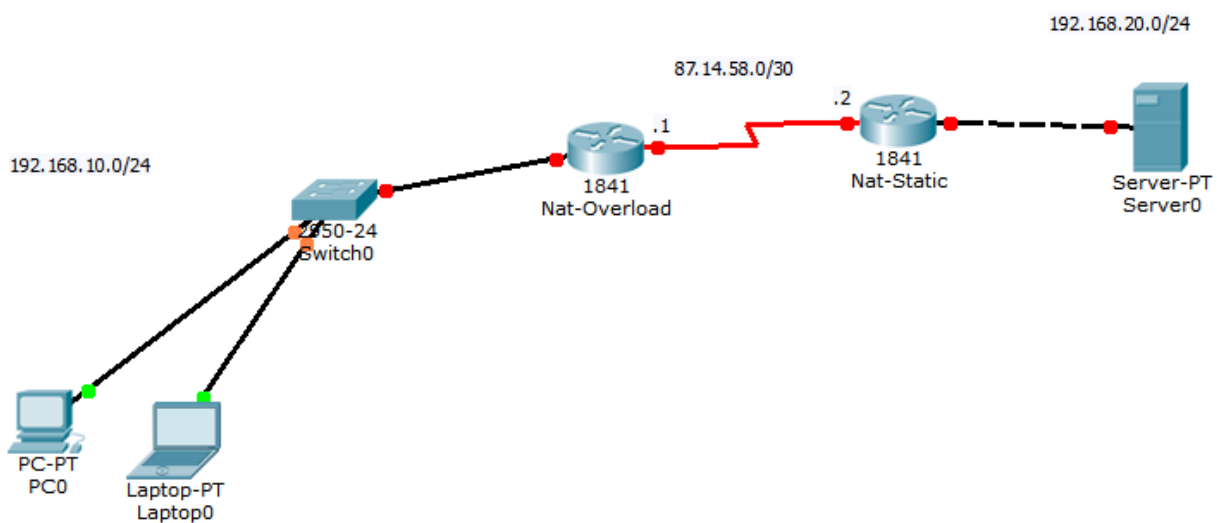 192.168.20.0/24
87.14.58.0/30
.2
.1
1841
Nat-Static
Server-PT
Server0
192.168.10.0/24
1841
Nat-Overload
2950-24
Switch0
PC-PT
PC0
Laptop-PT
Laptop0